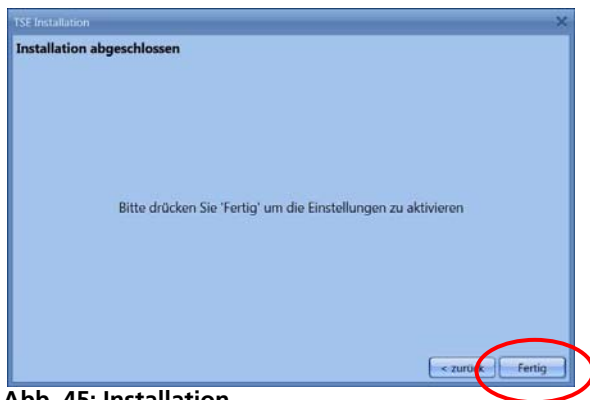 TSE Installation
Installation abgeschlossen
Bitte drücken Sie 'Fertig' um die Einstellungen zu aktivieren
< zurück Fertig
Abb. 45: Installation